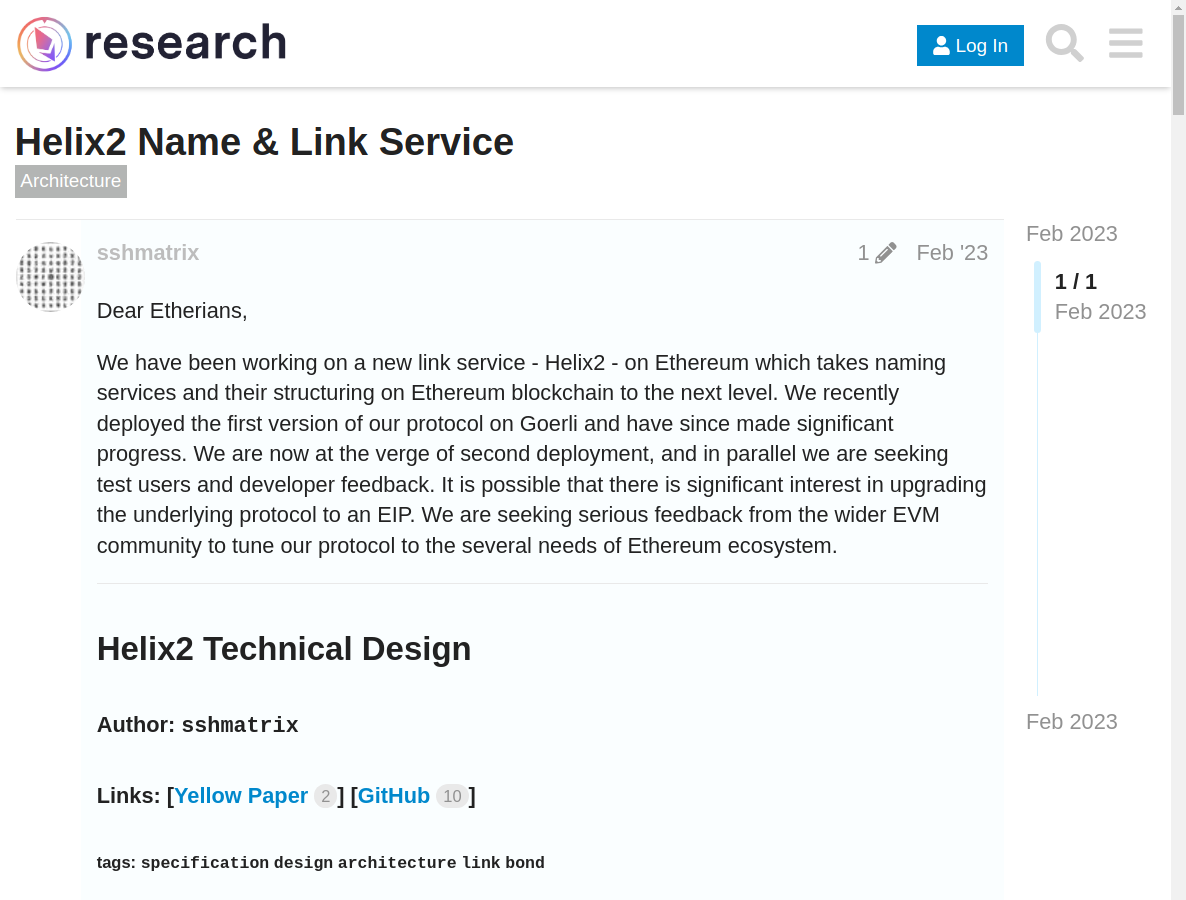 research
Log In
Helix2 Name & Link Service
Architecture
sshmatrix
1
Feb '23
Feb 2023
1 / 1
Feb 2023
Dear Etherians,
We have been working on a new link service - Helix2 - on Ethereum which takes naming
services and their structuring on Ethereum blockchain to the next level. We recently
deployed the first version of our protocol on Goerli and have since made significant
progress. We are now at the verge of second deployment, and in parallel we are seeking
test users and developer feedback. It is possible that there is significant interest in upgrading
the underlying protocol to an EIP. We are seeking serious feedback from the wider EVM
community to tune our protocol to the several needs of Ethereum ecosystem.
Helix2 Technical Design
Author: sshmatrix
Feb 2023
Links: [Yellow Paper 2] [GitHub 10]
tags: specification design architecture link bond